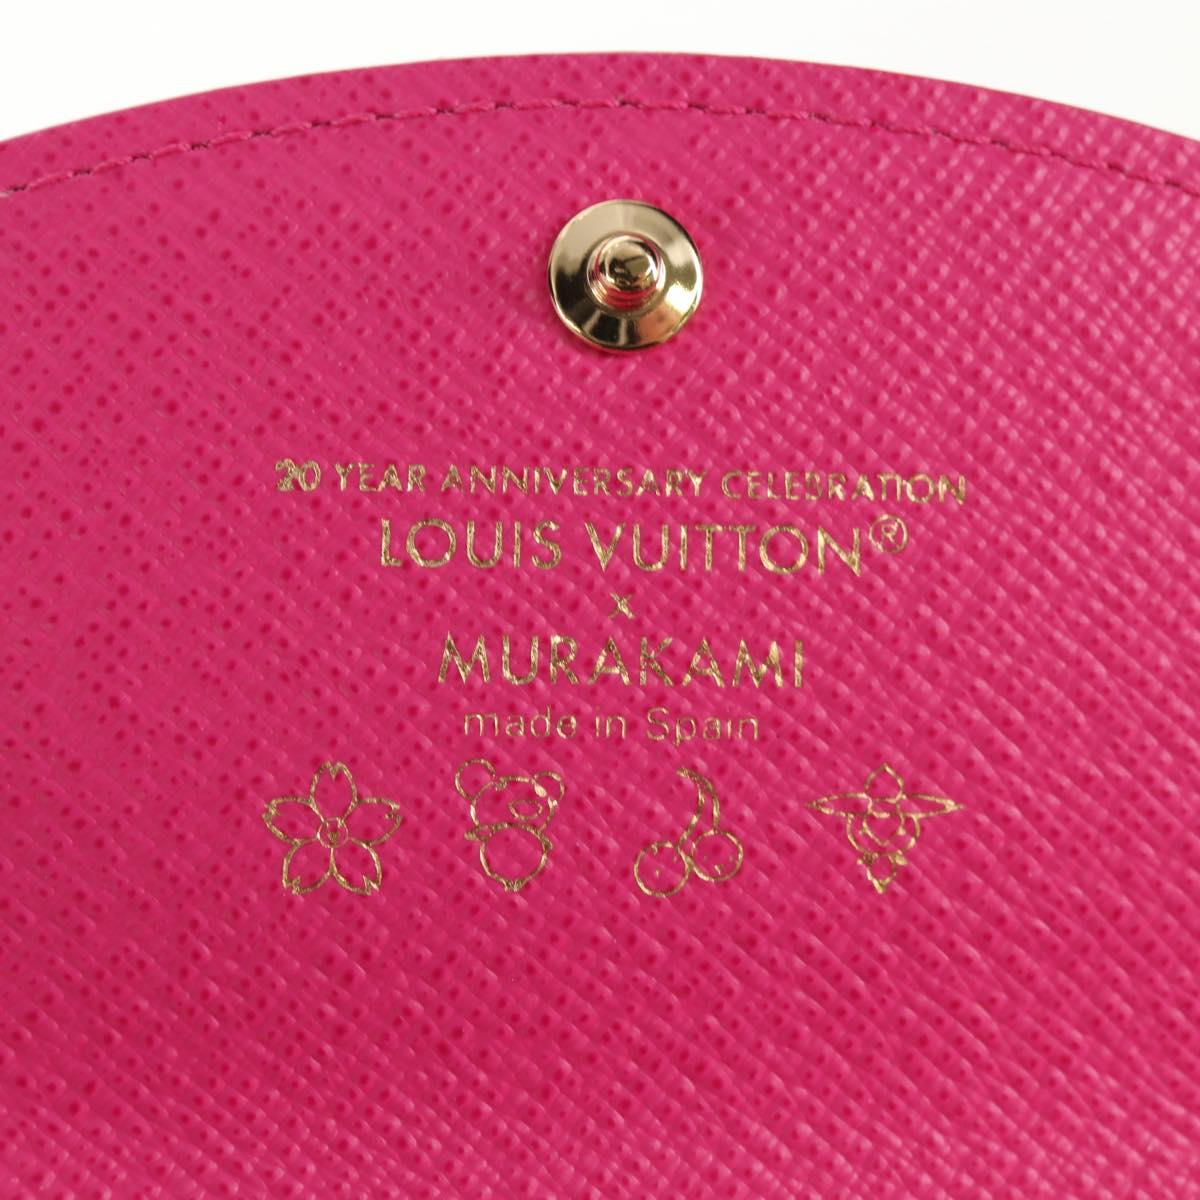 20 YEAR ANNIVERSARY CELEBRATION
LOUIS VUITTON®
x
MURAKAMI
made in Spain